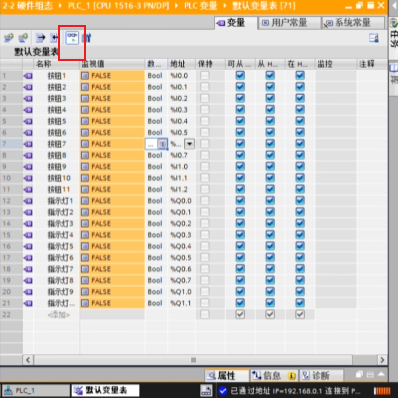 2-2 硬件组态 ▸ PLC_1 [CPU 1516-3 PN/DP] ▸ PLC 变量 ▸ 默认变量表 [71]
变量 用户常量 系统常量
默认变量表
名称 监视值 数... 地址 保持 可从... 从 H... 在 H... 监控 注释
1 按钮1 FALSE Bool %I0.0
2 按钮2 FALSE Bool %I0.1
3 按钮3 FALSE Bool %I0.2
4 按钮4 FALSE Bool %I0.3
5 按钮5 FALSE Bool %I0.4
6 按钮6 FALSE Bool %I0.5
7 按钮7 FALSE ... %...
8 按钮8 FALSE Bool %I0.7
9 按钮9 FALSE Bool %I1.0
10 按钮10 FALSE Bool %I1.1
11 按钮11 FALSE Bool %I1.2
12 指示灯1 FALSE Bool %Q0.0
13 指示灯2 FALSE Bool %Q0.1
14 指示灯3 FALSE Bool %Q0.2
15 指示灯4 FALSE Bool %Q0.3
16 指示灯5 FALSE Bool %Q0.4
17 指示灯6 FALSE Bool %Q0.5
18 指示灯7 FALSE Bool %Q0.6
19 指示灯8 FALSE Bool %Q0.7
20 指示灯9 FALSE Bool %Q1.0
21 指示灯... FALSE Bool %Q1.1
22 <添加>
任务
属性 信息 诊断
PLC_1 默认变量表 已通过地址 IP=192.168.0.1 连接到 P...